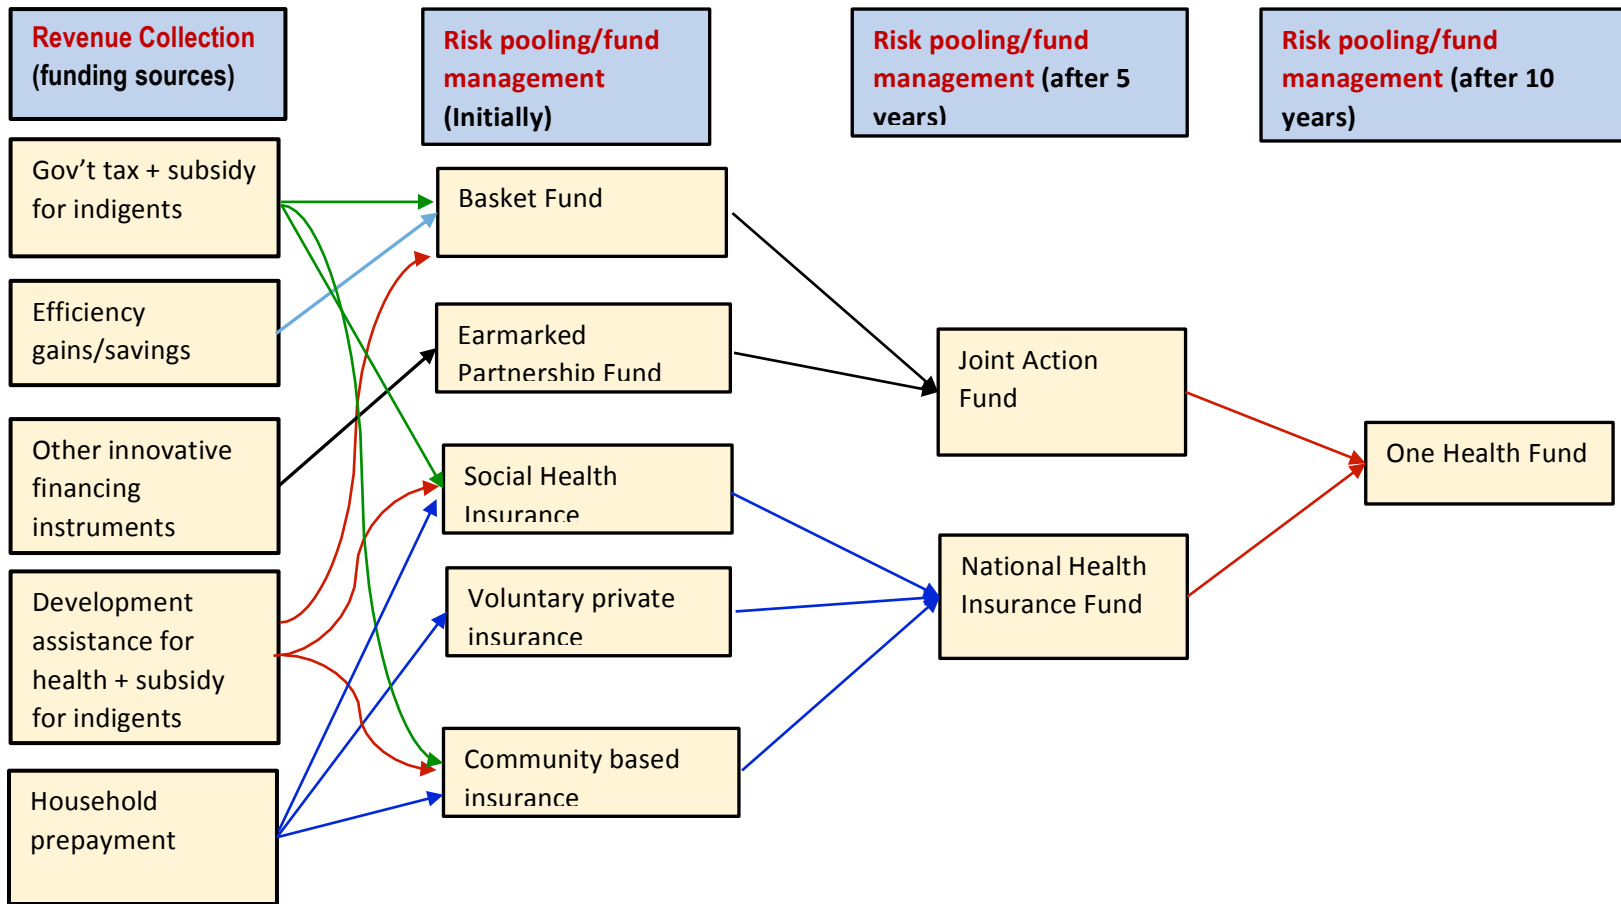 Revenue Collection
(funding sources)
Risk pooling/fund
management
(Initially)
Risk pooling/fund
management (after 5
years)
Risk pooling/fund
management (after 10
years)
Gov't tax + subsidy
for indigents
Efficiency
gains/savings
Other innovative
financing
instruments
Development
assistance for
health + subsidy
for indigents
Household
prepayment
Basket Fund
Earmarked
Partnership Fund
Social Health
Insurance
Voluntary private
insurance
Community based
insurance
Joint Action
Fund
National Health
Insurance Fund
One Health Fund